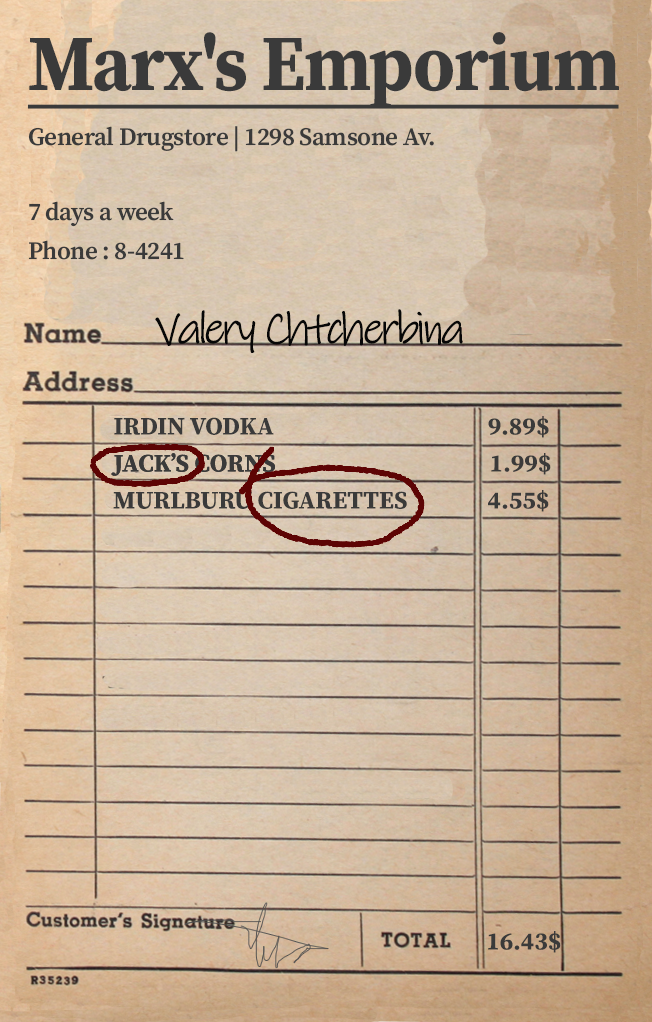 Marx's Emporium
General Drugstore | 1298 Samsone Av.
7 days a week
Phone : 8-4241
Name Valery Chtcherbina
Address
IRDIN VODKA 9.89$
JACK'S CORNS 1.99$
MURLBURU CIGARETTES 4.55$
Customer's Signature TOTAL 16.43$
R35239